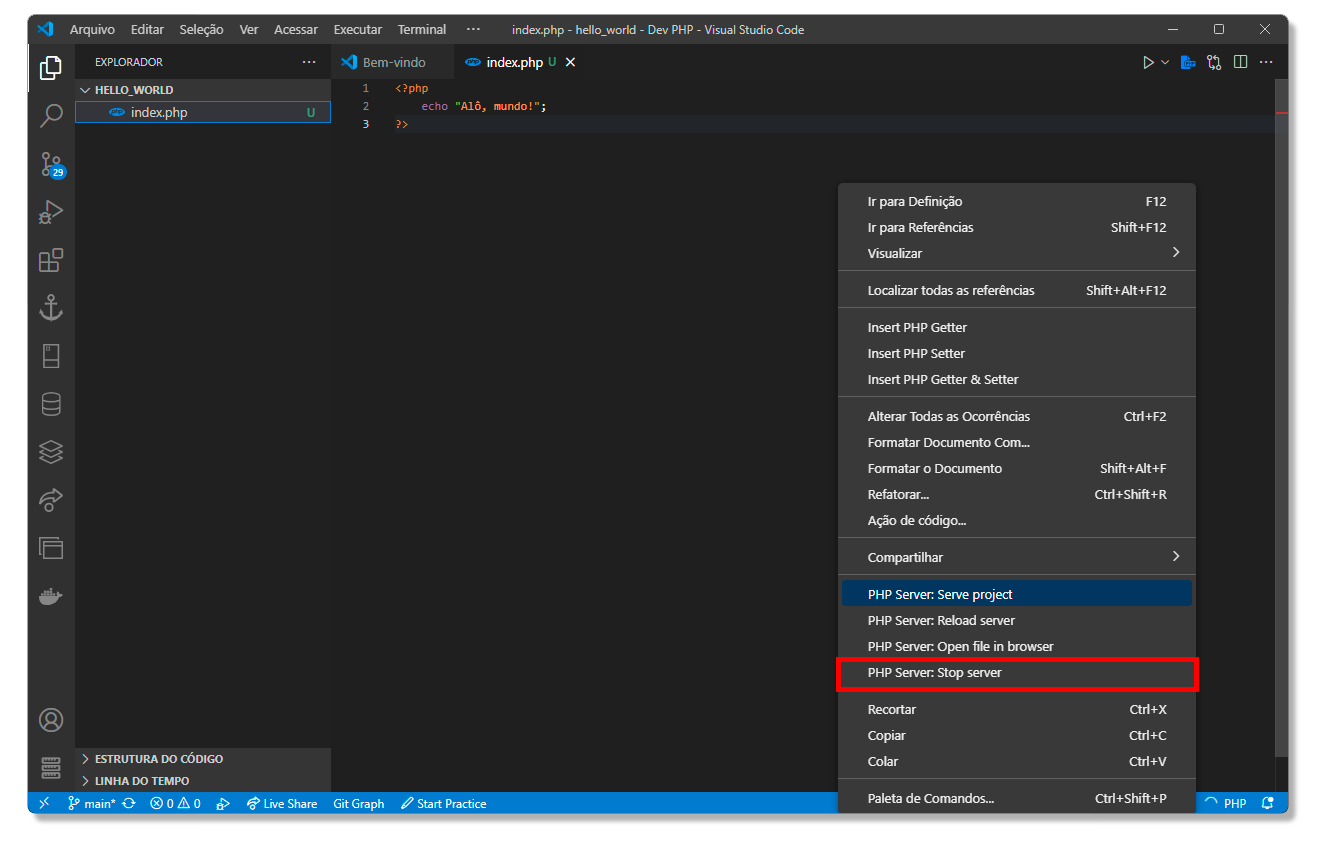 Arquivo Editar Seleção Ver Acessar Executar Terminal ··· index.php - hello_world - Dev PHP - Visual Studio Code
EXPLORADOR ···
HELLO_WORLD
index.php U
29
ESTRUTURA DO CÓDIGO
LINHA DO TEMPO
Bem-vindo index.php U
1 <?php
2 echo "Alô, mundo!";
3 ?>
Ir para Definição F12
Ir para Referências Shift+F12
Visualizar
Localizar todas as referências Shift+Alt+F12
Insert PHP Getter
Insert PHP Setter
Insert PHP Getter & Setter
Alterar Todas as Ocorrências Ctrl+F2
Formatar Documento Com...
Formatar o Documento Shift+Alt+F
Refatorar... Ctrl+Shift+R
Ação de código...
Compartilhar
PHP Server: Serve project
PHP Server: Reload server
PHP Server: Open file in browser
PHP Server: Stop server
Recortar Ctrl+X
Copiar Ctrl+C
Colar Ctrl+V
Paleta de Comandos... Ctrl+Shift+P
main* 0 0 Live Share Git Graph Start Practice PHP